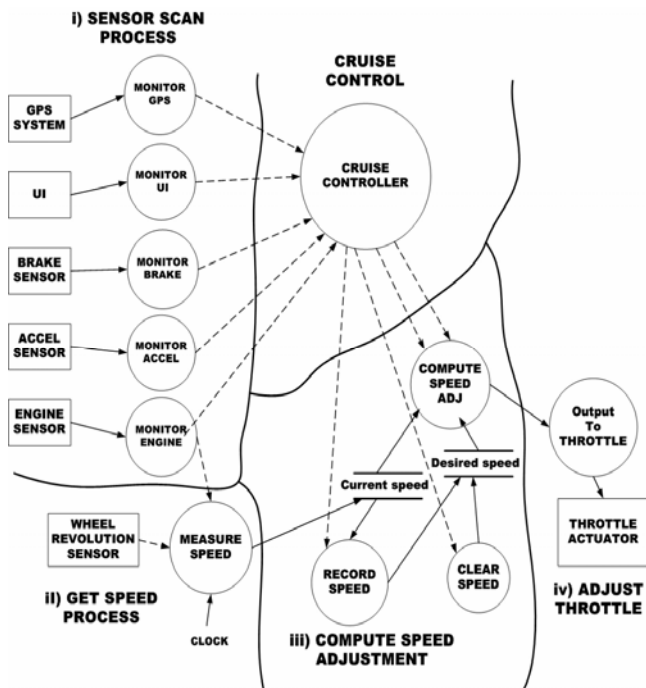 i) SENSOR SCAN
PROCESS
CRUISE
CONTROL
GPS
SYSTEM
MONITOR
GPS
UI
MONITOR
UI
CRUISE
CONTROLLER
BRAKE
SENSOR
MONITOR
BRAKE
ACCEL
SENSOR
MONITOR
ACCEL
ENGINE
SENSOR
MONITOR
ENGINE
COMPUTE
SPEED
ADJ
Output
To
THROTTLE
Current speed
Desired speed
WHEEL
REVOLUTION
SENSOR
MEASURE
SPEED
THROTTLE
ACTUATOR
RECORD
SPEED
CLEAR
SPEED
iI) GET SPEED
PROCESS
CLOCK
iii) COMPUTE SPEED
ADJUSTMENT
iv) ADJUST
THROTTLE